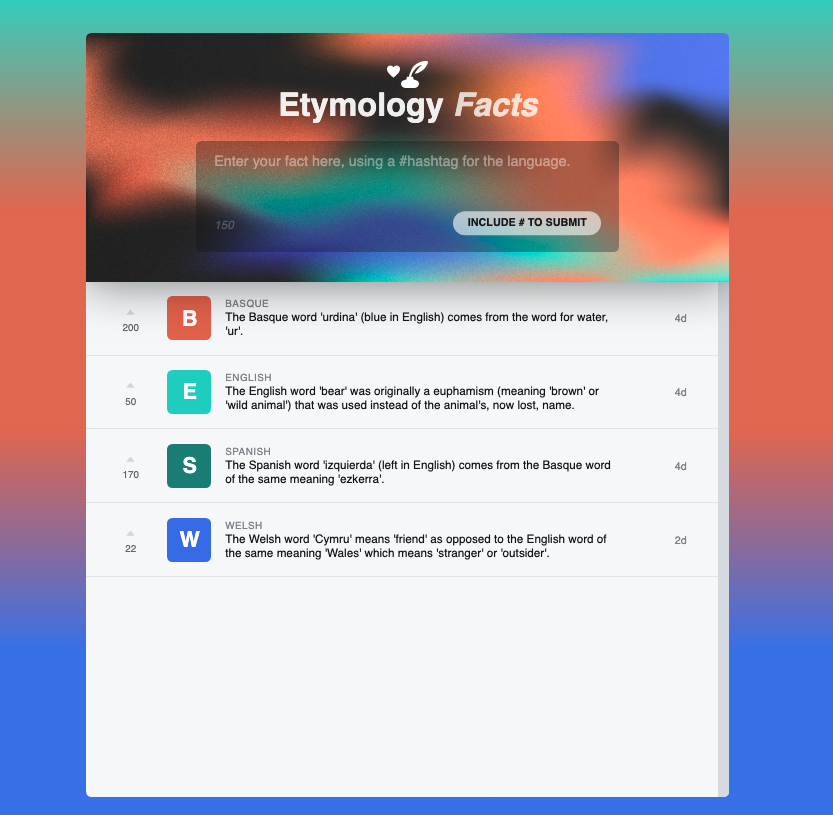 Etymology Facts
Enter your fact here, using a #hashtag for the language.
150
INCLUDE # TO SUBMIT
200
B
BASQUE
The Basque word 'urdina' (blue in English) comes from the word for water,
'ur'.
4d
50
E
ENGLISH
The English word 'bear' was originally a euphamism (meaning 'brown' or
'wild animal') that was used instead of the animal's, now lost, name.
4d
170
S
SPANISH
The Spanish word 'izquierda' (left in English) comes from the Basque word
of the same meaning 'ezkerra'.
4d
22
W
WELSH
The Welsh word 'Cymru' means 'friend' as opposed to the English word of
the same meaning 'Wales' which means 'stranger' or 'outsider'.
2d